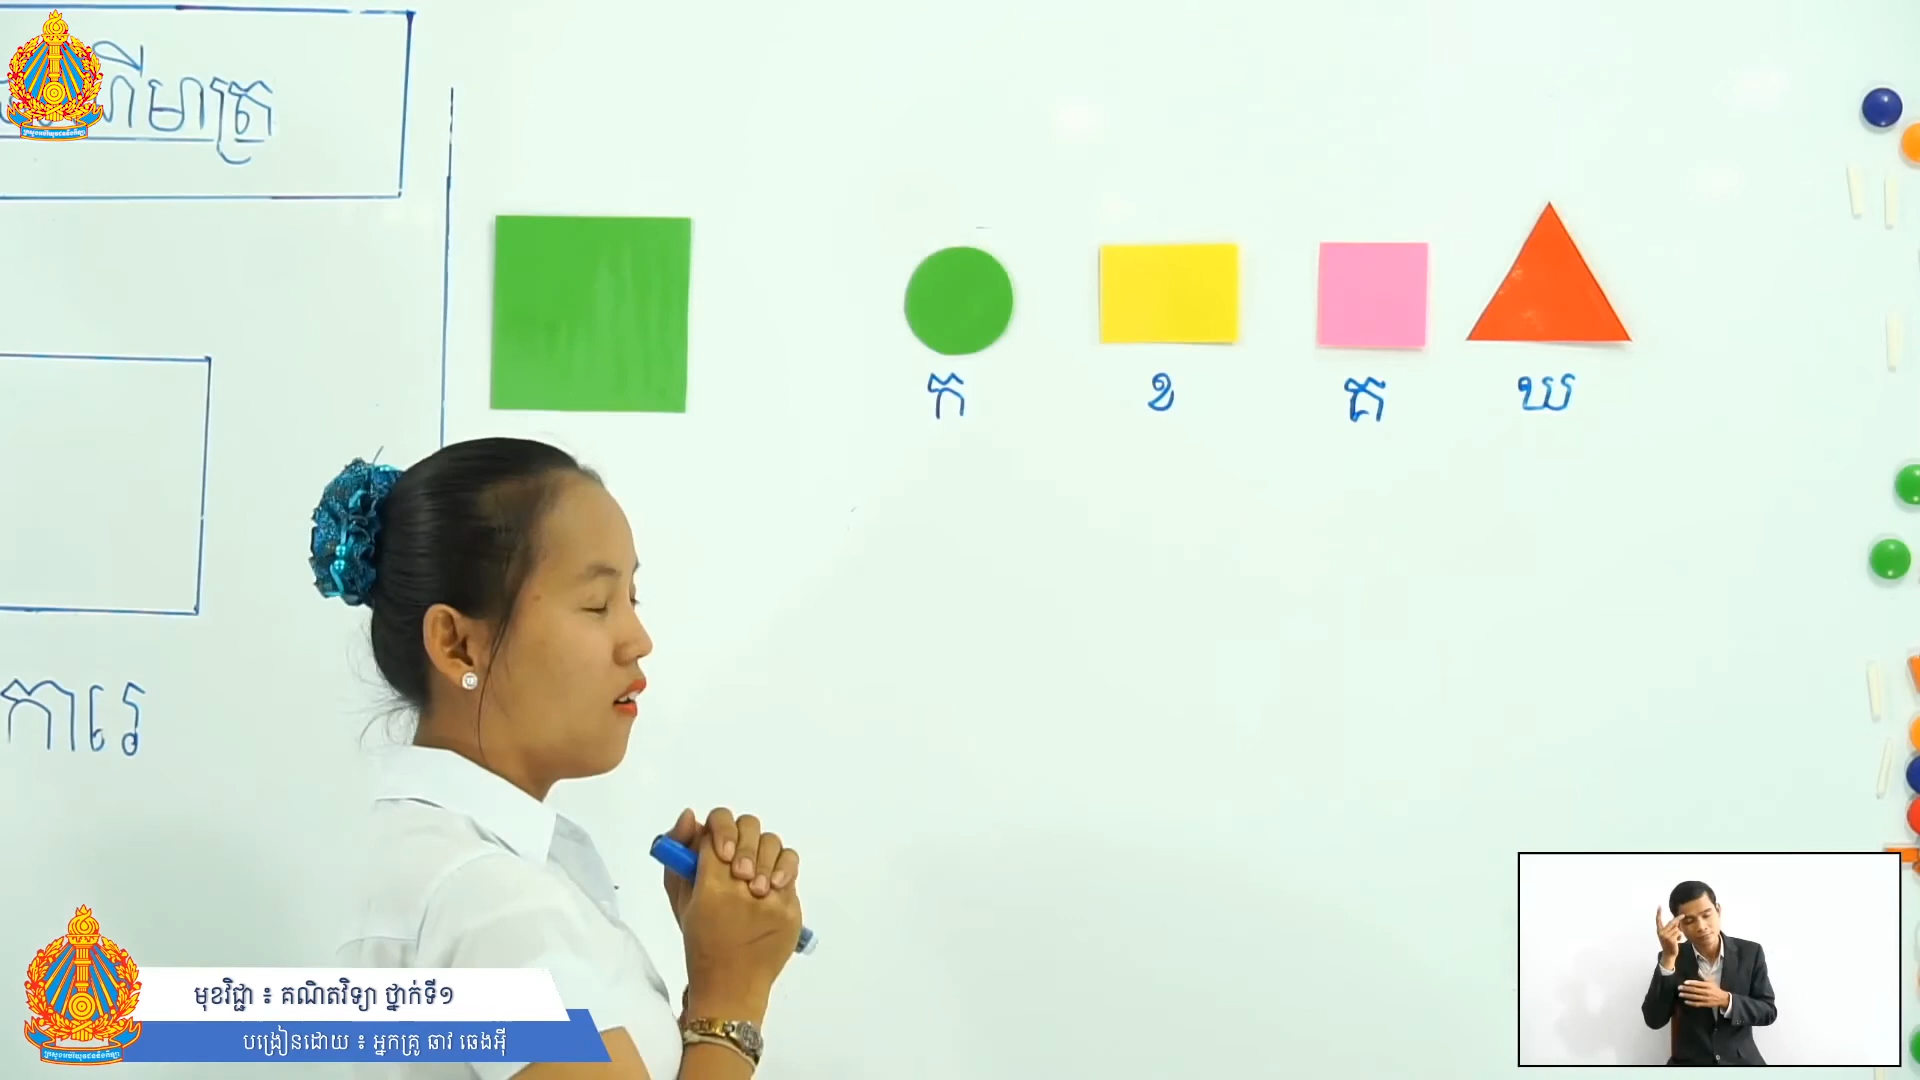 ណីមាត្រ
ក ខ គ ឃ
ការេ
មុខវិជ្ជា ៖ គណិតវិទ្យា ថ្នាក់ទី១
បង្រៀនដោយ ៖ អ្នកគ្រូ ឆាវ ឆេងអ៊ី